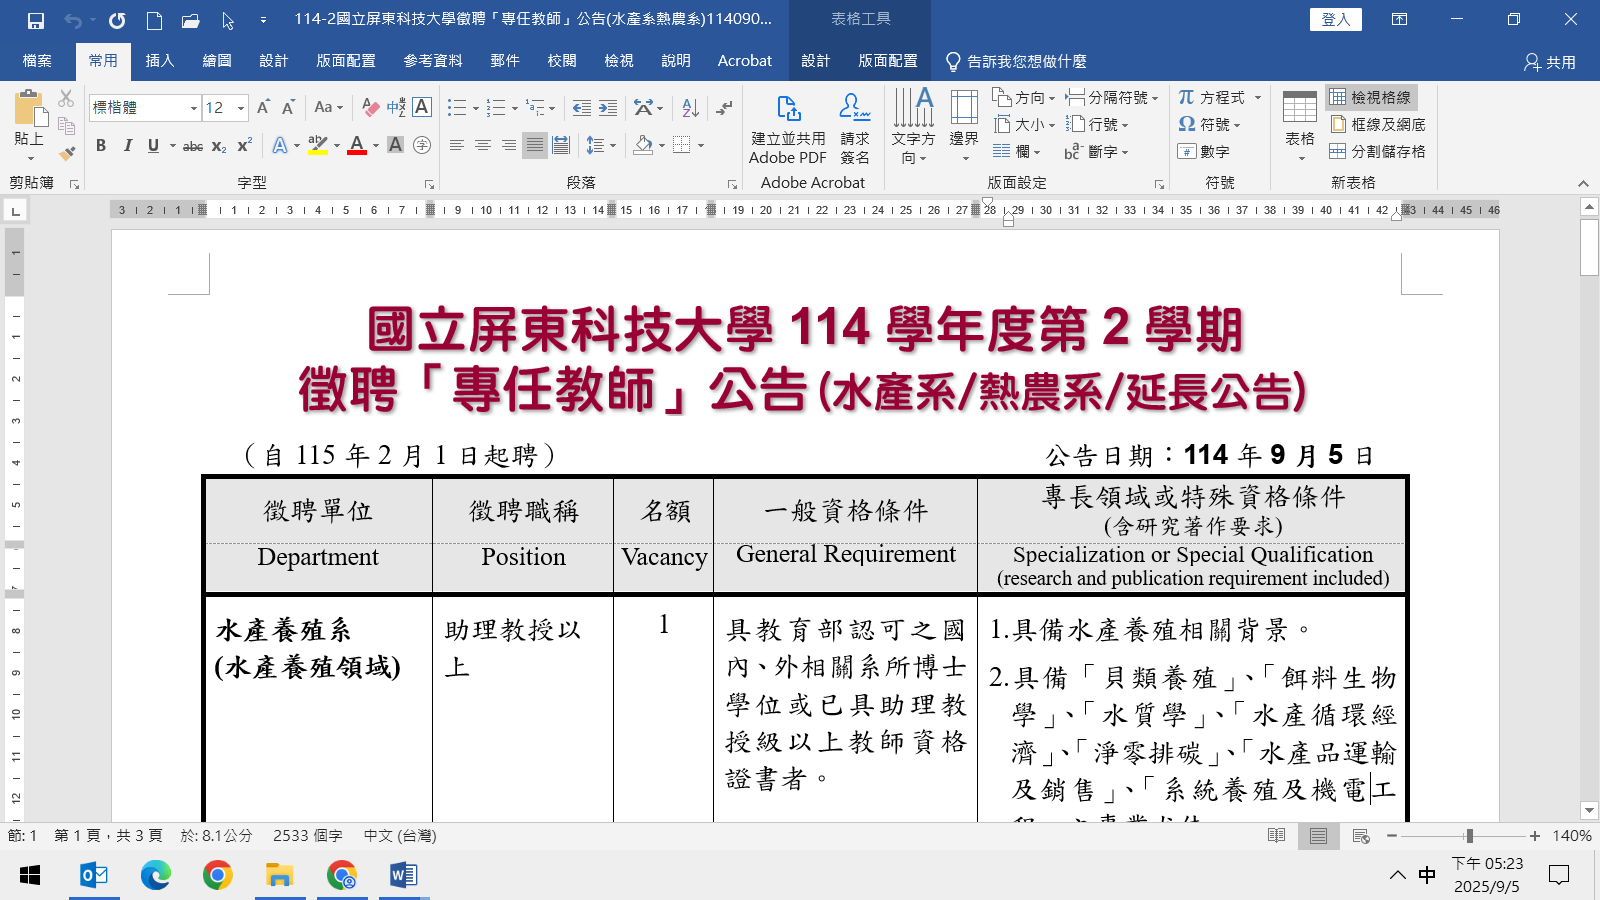 114-2國立屏東科技大學徵聘「專任教師」公告(水產系熱農系)114090...
表格工具
登入
檔案 常用 插入 繪圖 設計 版面配置 參考資料 郵件 校閱 檢視 說明 Acrobat 設計 版面配置 告訴我您想做什麼 共用
標楷體 12
貼上
剪貼簿
字型
段落
建立並共用 Adobe PDF
請求簽名
Adobe Acrobat
文字方向
邊界
方向
大小
欄
分隔符號
行號
斷字
版面設定
方程式
符號
數字
符號
表格
檢視格線
框線及網底
分割儲存格
新表格
國立屏東科技大學 114 學年度第 2 學期
徵聘「專任教師」公告(水產系/熱農系/延長公告)
（自 115 年 2 月 1 日起聘） 公告日期：114 年 9 月 5 日
徵聘單位 徵聘職稱 名額 一般資格條件 專長領域或特殊資格條件
(含研究著作要求)
Department Position Vacancy General Requirement Specialization or Special Qualification
(research and publication requirement included)
水產養殖系
(水產養殖領域)
助理教授以
上
1
具教育部認可之國
內、外相關系所博士
學位或已具助理教
授級以上教師資格
證書者。
1.具備水產養殖相關背景。
2.具備「貝類養殖」、「餌料生物
學」、「水質學」、「水產循環經
濟」、「淨零排碳」、「水產品運輸
及銷售」、「系統養殖及機電工
節: 1 第 1 頁，共 3 頁 於: 8.1公分 2533 個字 中文 (台灣) 140%
中
下午 05:23
2025/9/5